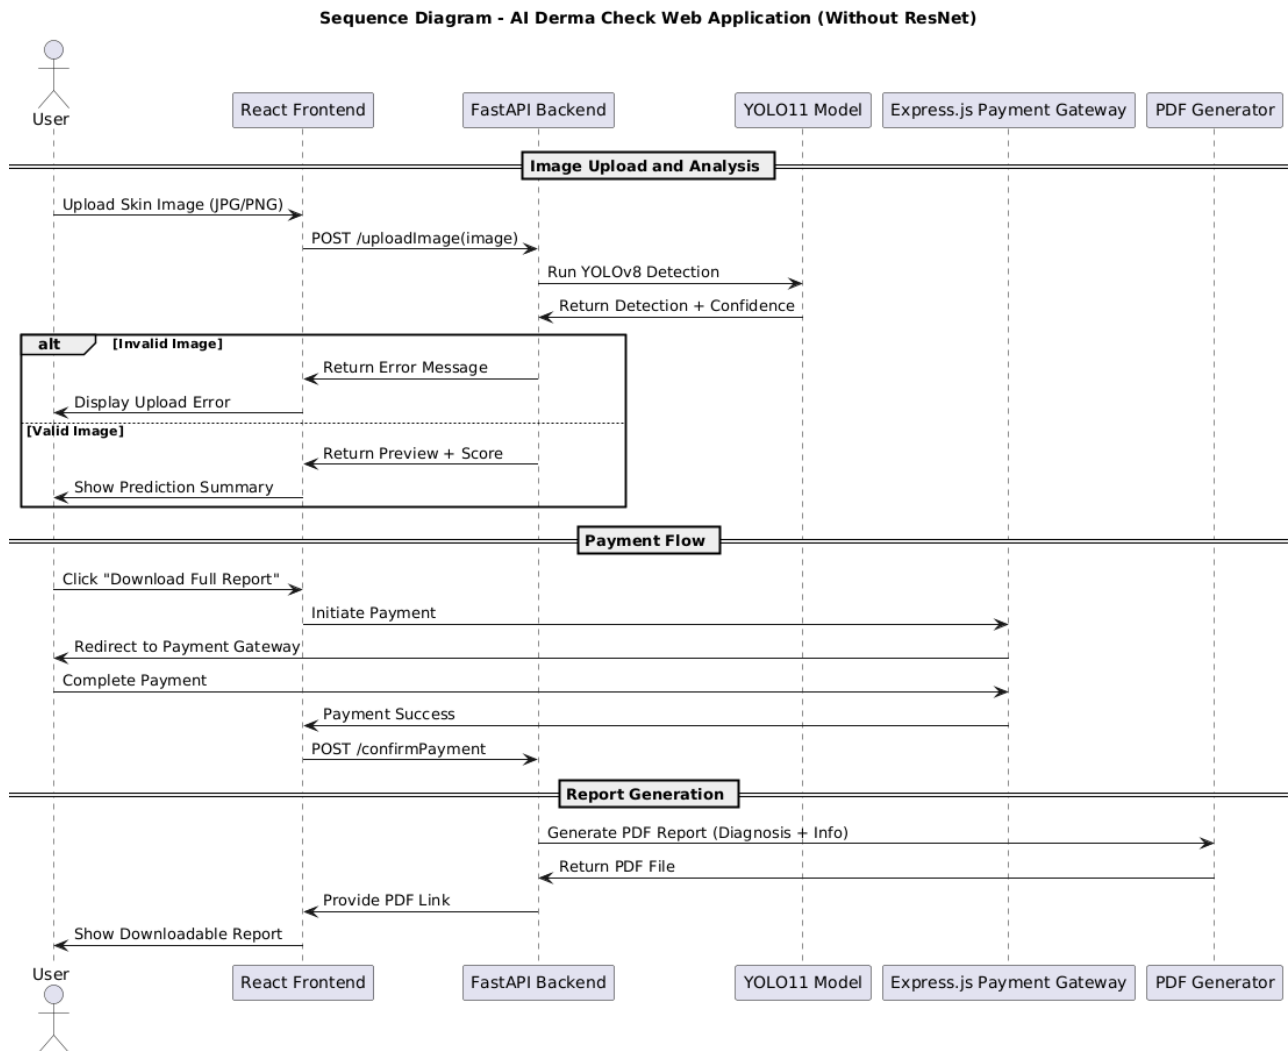 Sequence Diagram - AI Derma Check Web Application (Without ResNet)
User
React Frontend
FastAPI Backend
YOLO11 Model
Express.js Payment Gateway
PDF Generator
Image Upload and Analysis
Upload Skin Image (JPG/PNG)
POST /uploadImage(image)
Run YOLOv8 Detection
Return Detection + Confidence
alt
[Invalid Image]
Return Error Message
Display Upload Error
[Valid Image]
Return Preview + Score
Show Prediction Summary
Payment Flow
Click "Download Full Report"
Initiate Payment
Redirect to Payment Gateway
Complete Payment
Payment Success
POST /confirmPayment
Report Generation
Generate PDF Report (Diagnosis + Info)
Return PDF File
Provide PDF Link
Show Downloadable Report
User
React Frontend
FastAPI Backend
YOLO11 Model
Express.js Payment Gateway
PDF Generator